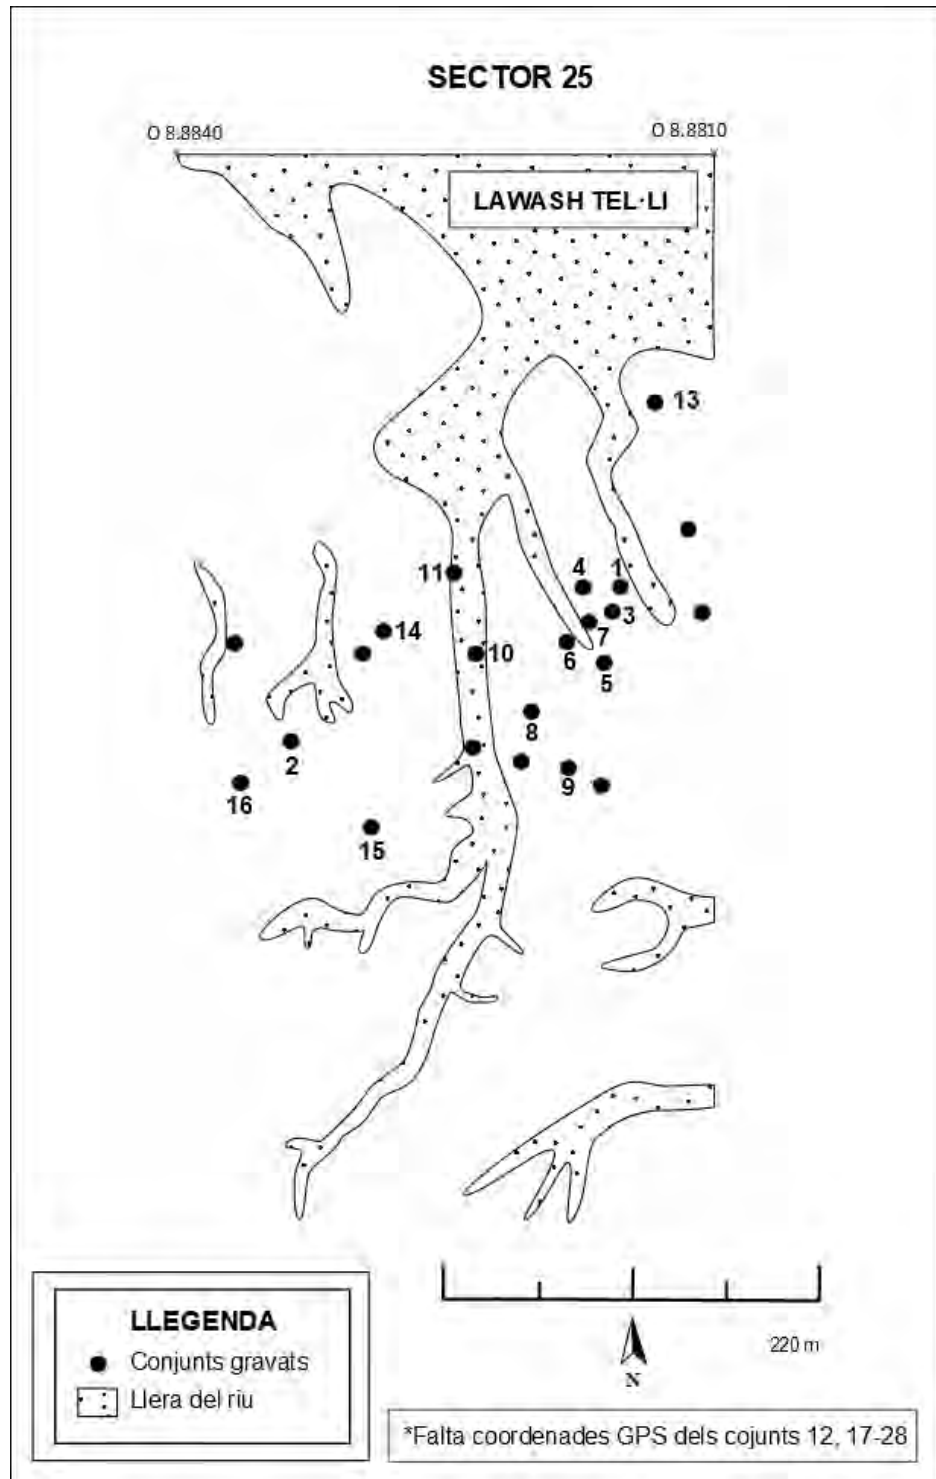 SECTOR 25
O 8.8840
O 8.8810
LAWASH TEL·LI
13
4
1
11
3
14
7
10
6
5
8
2
9
16
15
220 m
N
LLEGENDA
Conjunts gravats
Llera del riu
*Falta coordenades GPS dels cojunts 12, 17-28